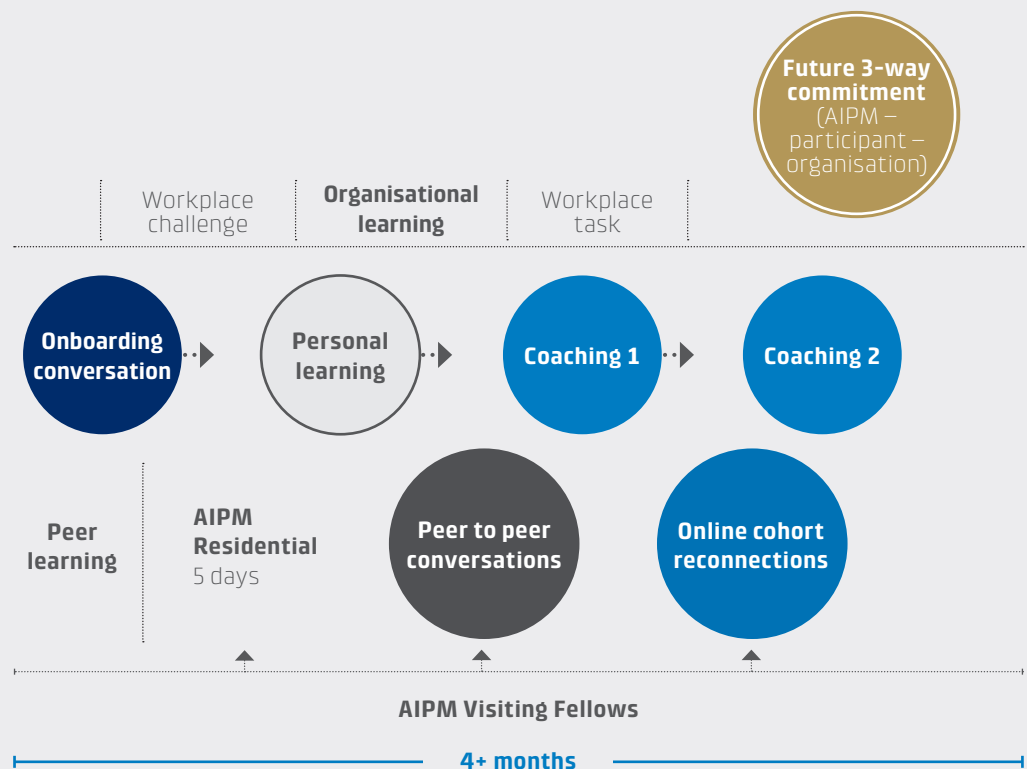 Future 3-way
commitment
(AIPM –
participant –
organisation)
Workplace
challenge
Organisational
learning
Workplace
task
Onboarding
conversation
Personal
learning
Coaching 1
Coaching 2
Peer
learning
AIPM
Residential
5 days
Peer to peer
conversations
Online cohort
reconnections
AIPM Visiting Fellows
4+ months